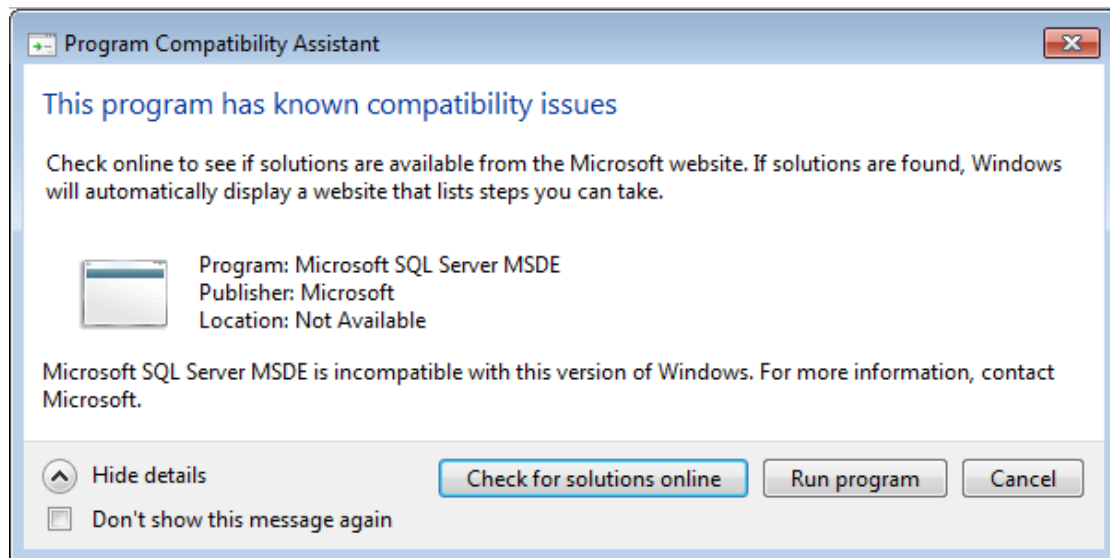 Program Compatibility Assistant
This program has known compatibility issues
Check online to see if solutions are available from the Microsoft website. If solutions are found, Windows
will automatically display a website that lists steps you can take.
Program: Microsoft SQL Server MSDE
Publisher: Microsoft
Location: Not Available
Microsoft SQL Server MSDE is incompatible with this version of Windows. For more information, contact
Microsoft.
Hide details
Check for solutions online
Run program
Cancel
Don't show this message again